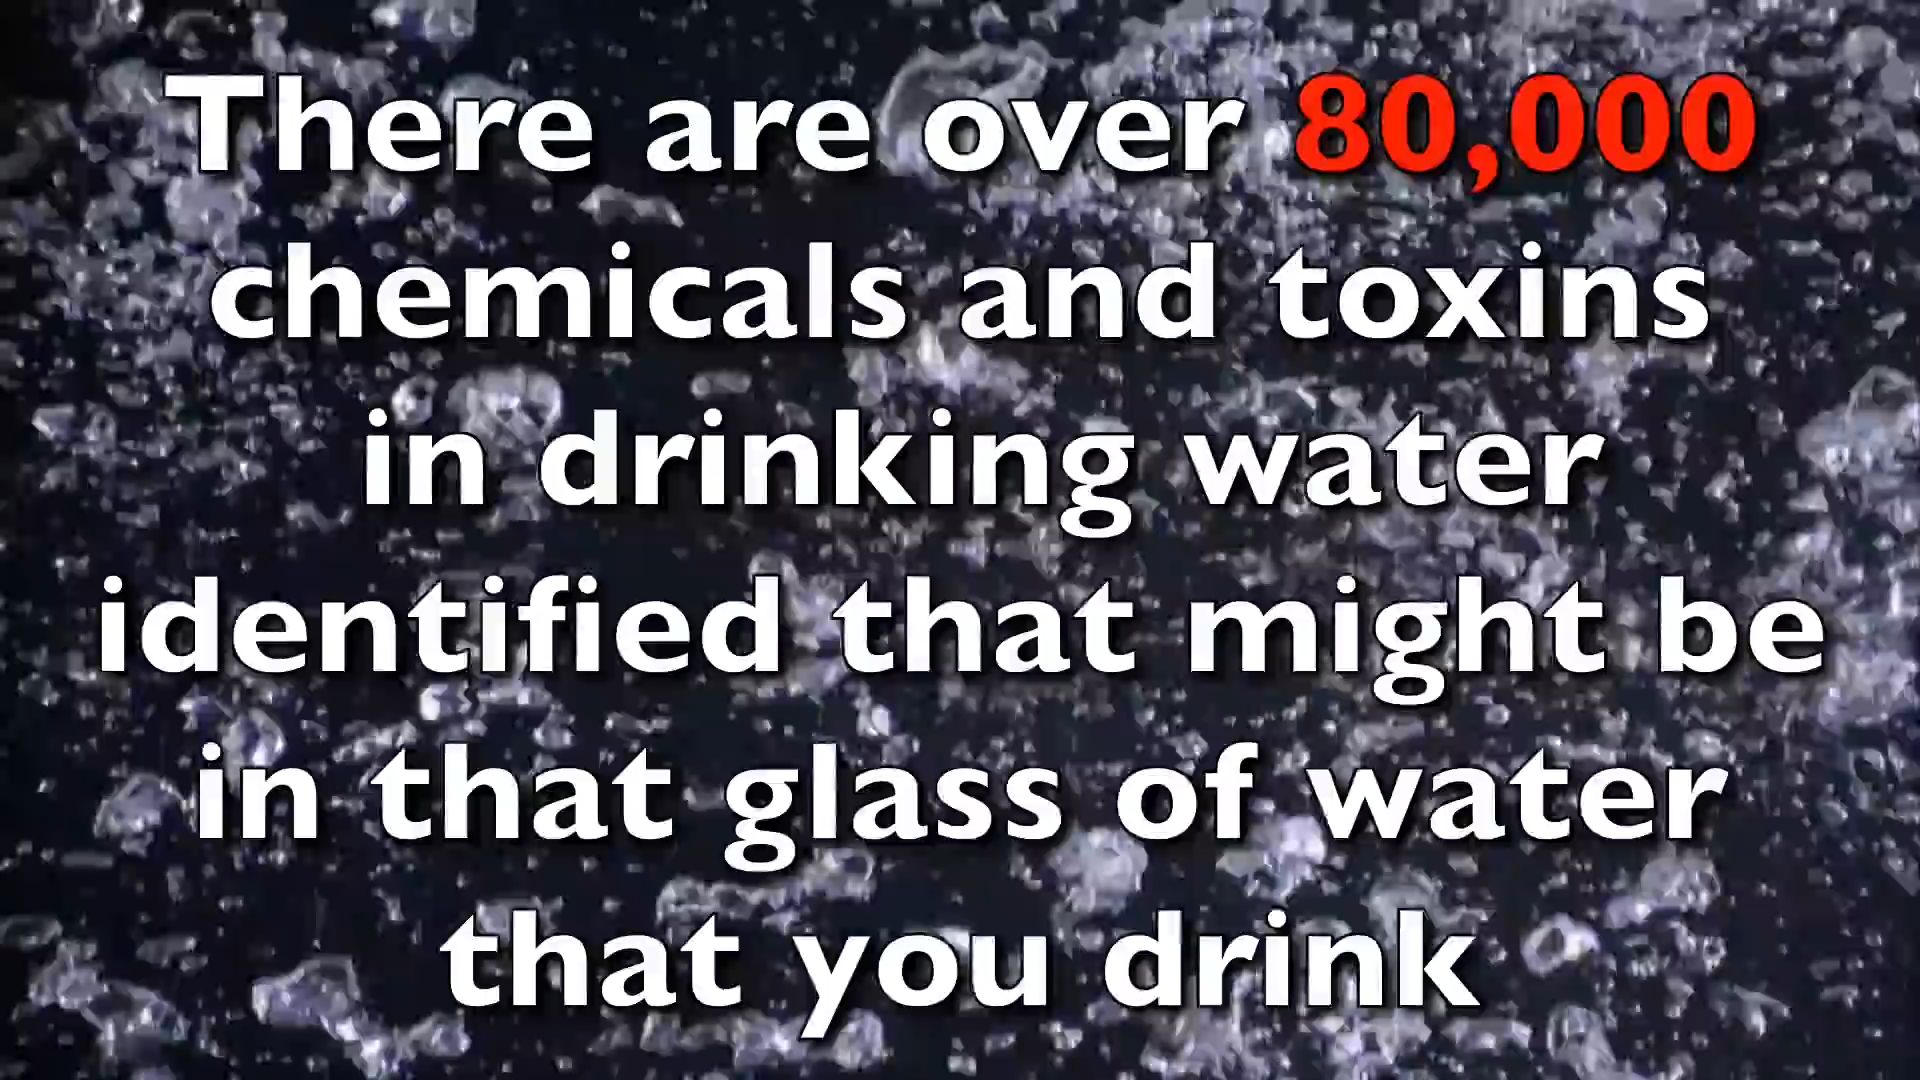 There are over 80,000
chemicals and toxins
in drinking water
identified that might be
in that glass of water
that you drink